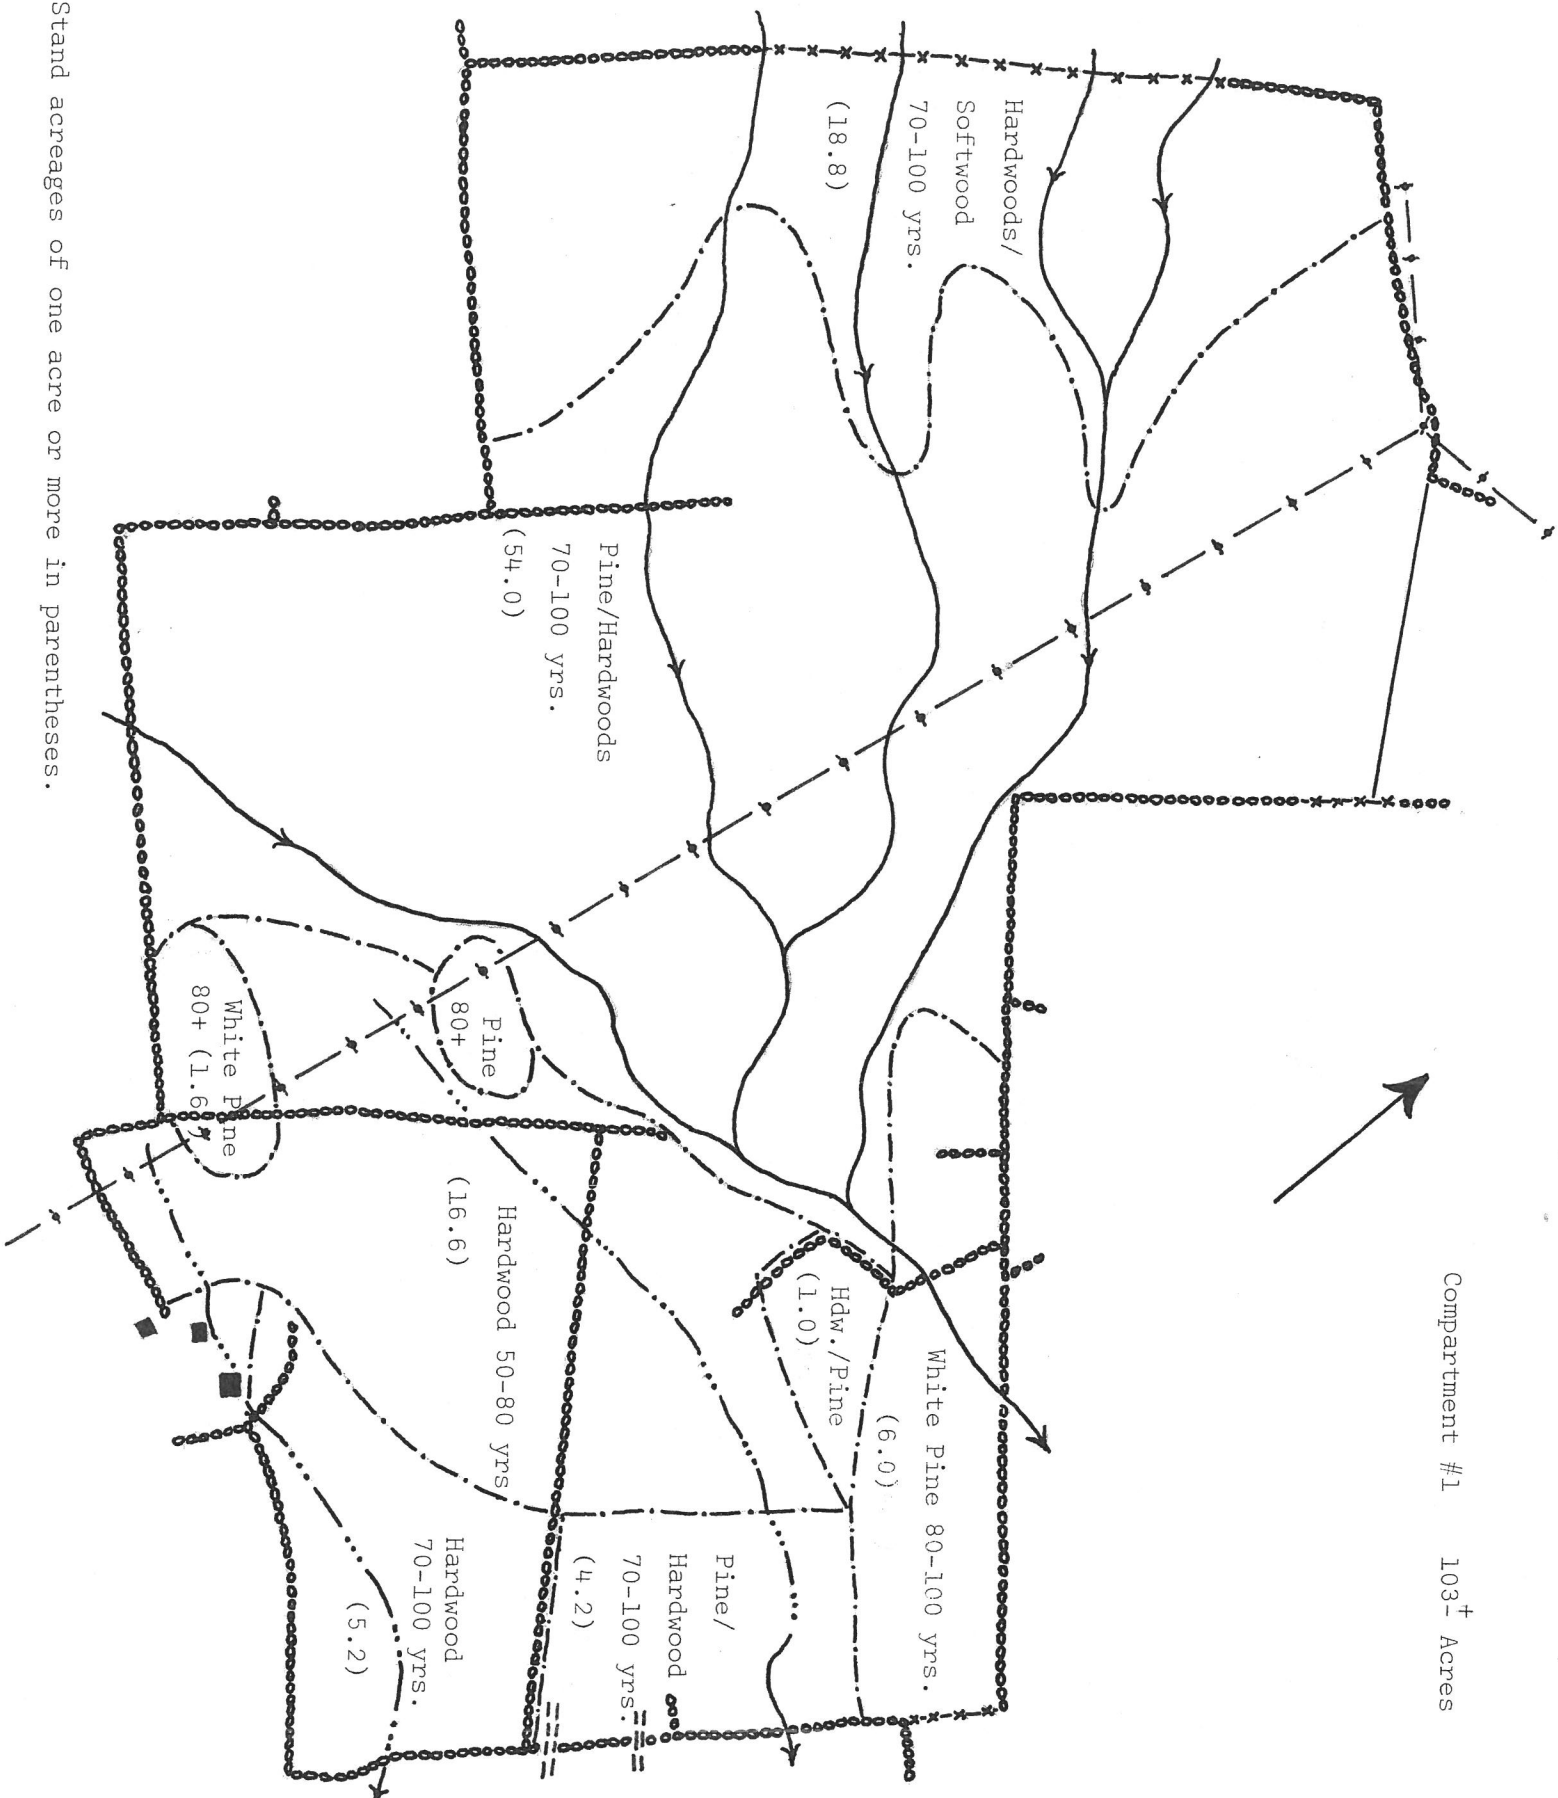 Compartment #1 103± Acres
Hardwoods/
Softwood
70-100 yrs.
(18.8)
Pine/Hardwoods
70-100 yrs.
(54.0)
White Pine 80-100 yrs.
(6.0)
Hdw./Pine
(1.0)
Pine/
Hardwood
70-100 yrs.
(4.2)
Pine
80+
Hardwood 50-80 yrs
(16.6)
White Pine
80+ (1.6)
Hardwood
70-100 yrs.
(5.2)
Stand acreages of one acre or more in parentheses.